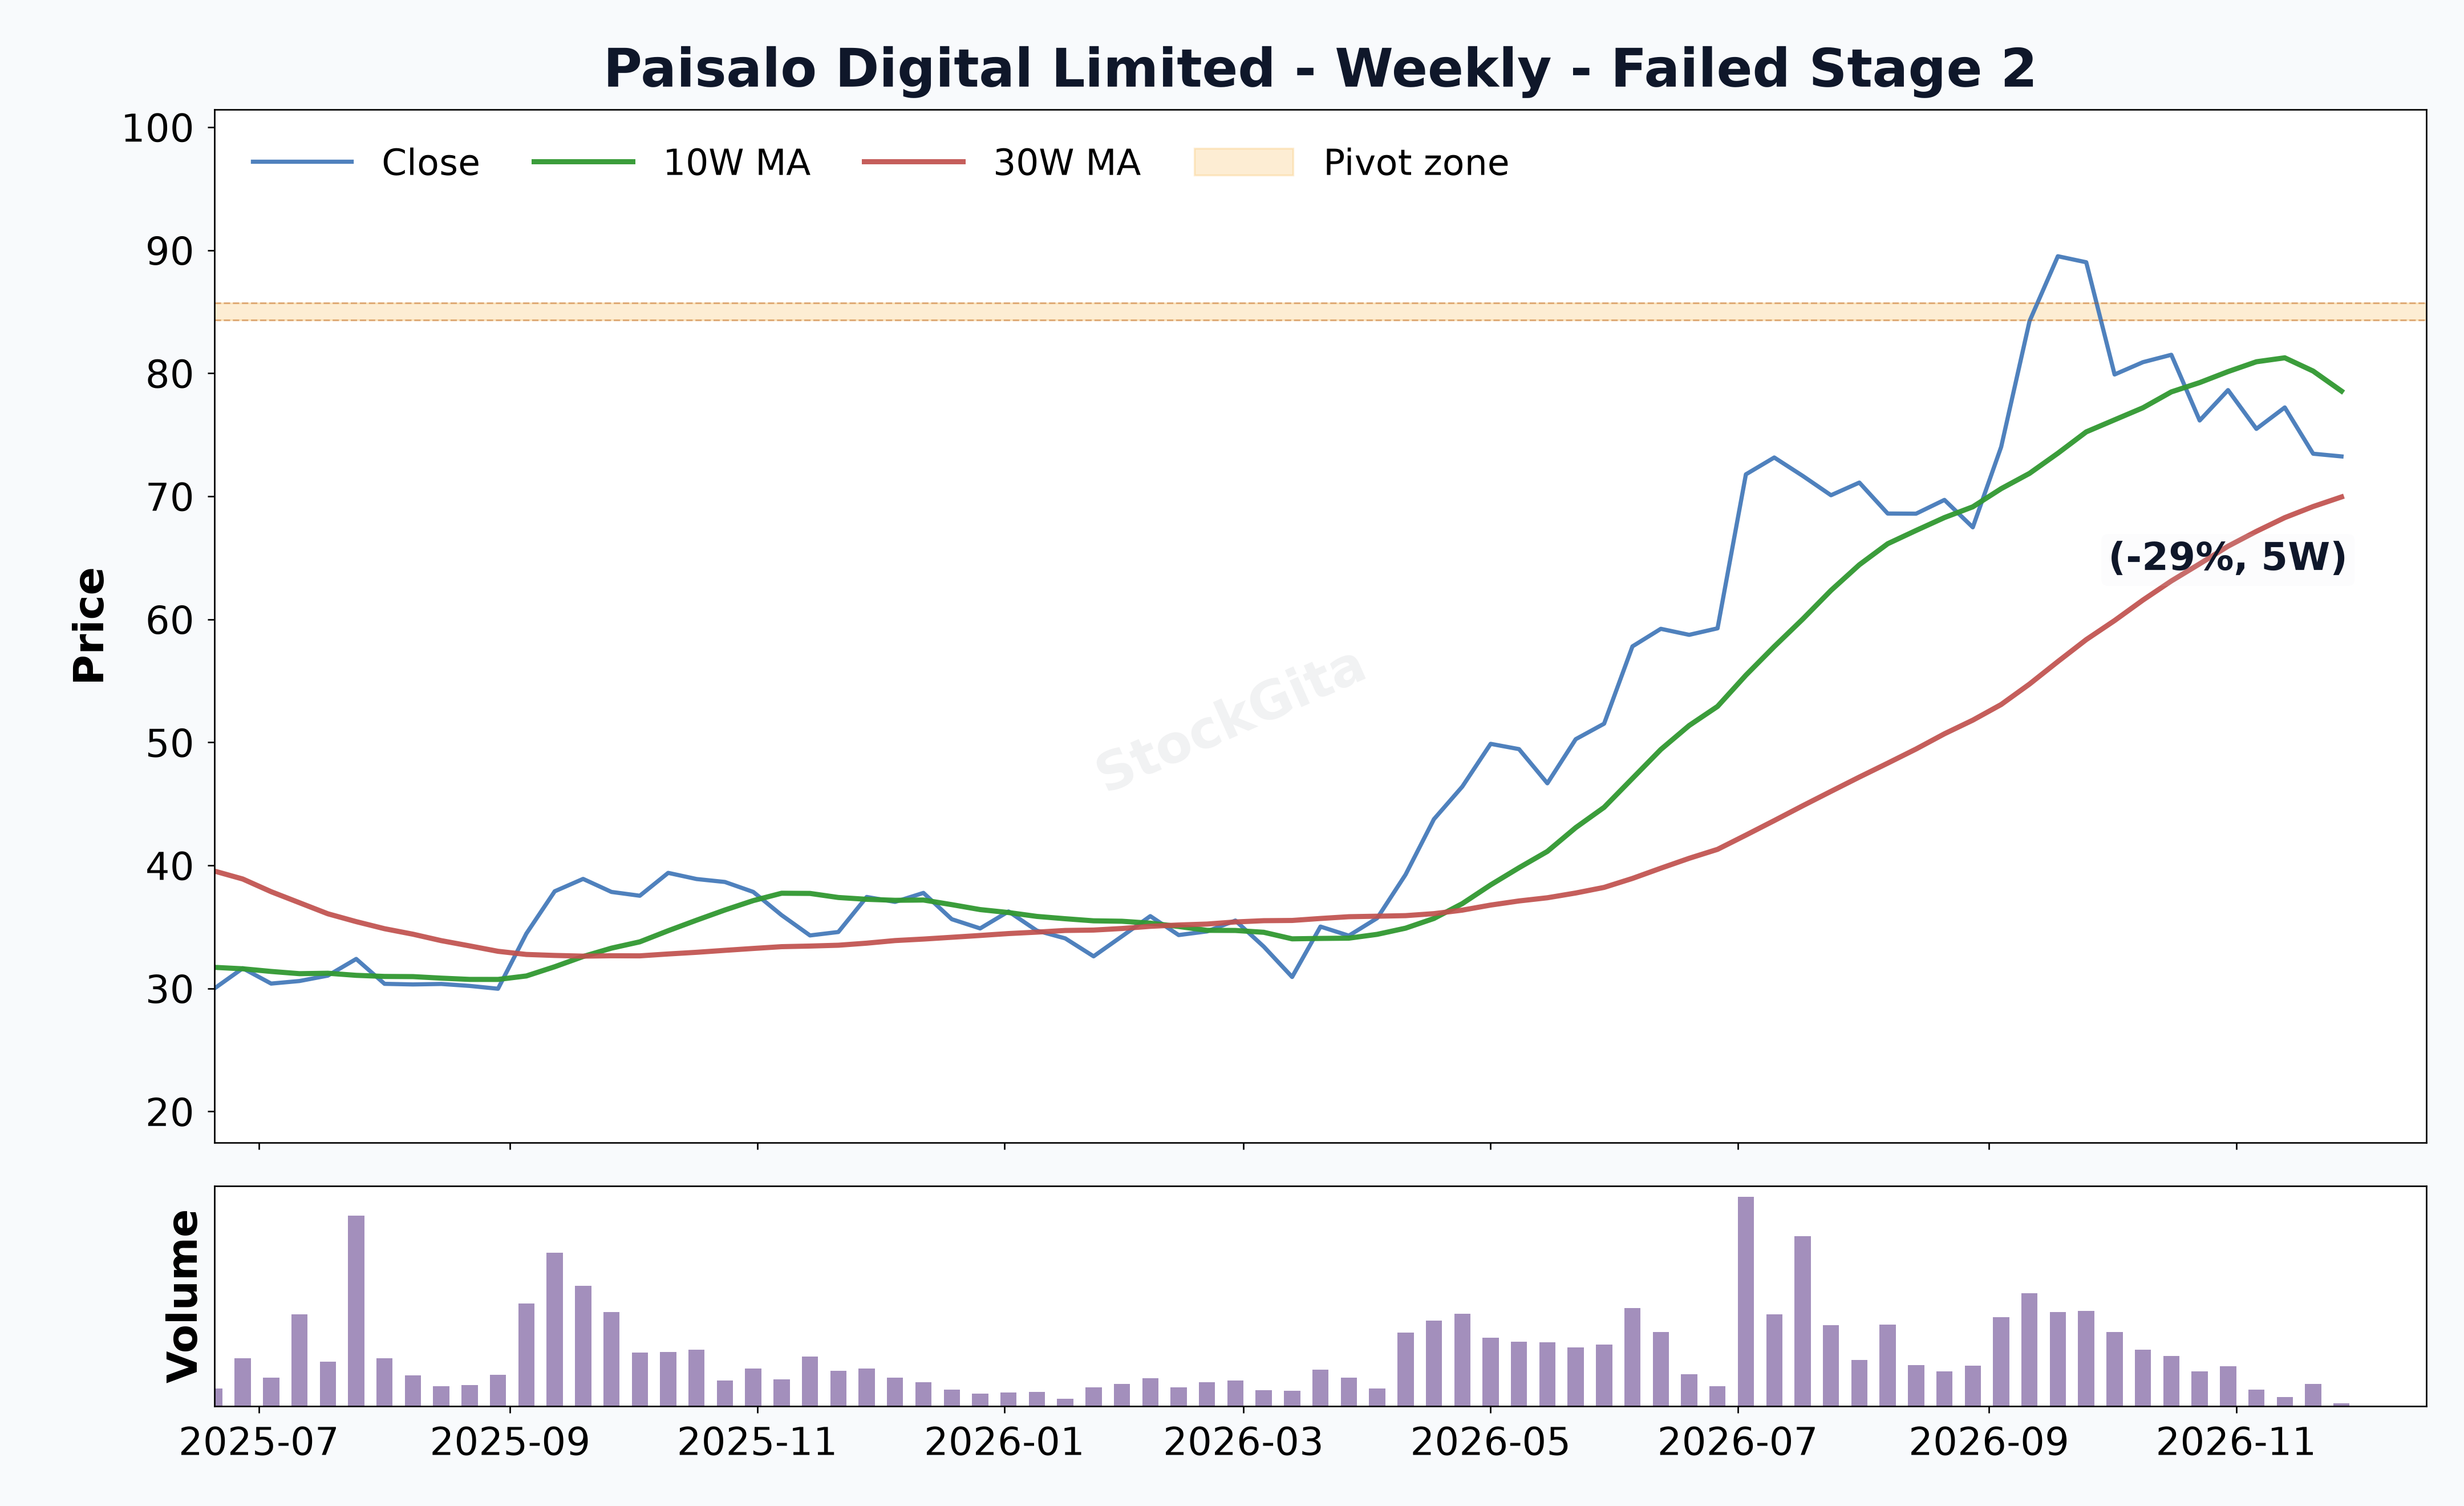 Paisalo Digital Limited - Weekly - Failed Stage 2
Close 10W MA 30W MA Pivot zone
100
90
80
70
60
50
40
30
20
Price
(-29%, 5W)
StockGita
Volume
2025-07 2025-09 2025-11 2026-01 2026-03 2026-05 2026-07 2026-09 2026-11